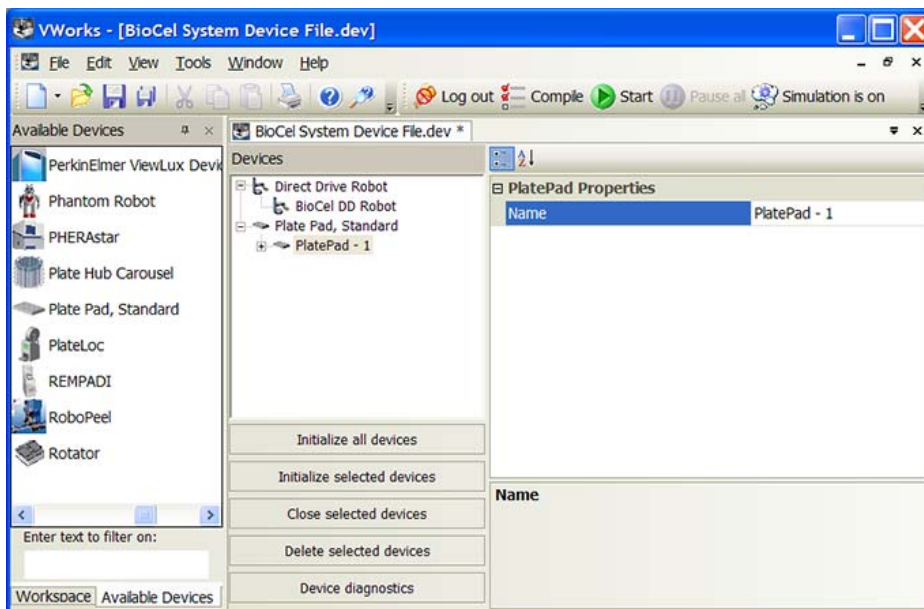 VWorks - [BioCel System Device File.dev]
File Edit View Tools Window Help
Log out Compile Start Pause all Simulation is on
Available Devices
BioCel System Device File.dev *
PerkinElmer ViewLux Devic
Phantom Robot
PHERAstar
Plate Hub Carousel
Plate Pad, Standard
PlateLoc
REMPADI
RoboPeel
Rotator
Enter text to filter on:
Workspace Available Devices
Devices
Direct Drive Robot
BioCel DD Robot
Plate Pad, Standard
PlatePad - 1
Initialize all devices
Initialize selected devices
Close selected devices
Delete selected devices
Device diagnostics
PlatePad Properties
Name PlatePad - 1
Name